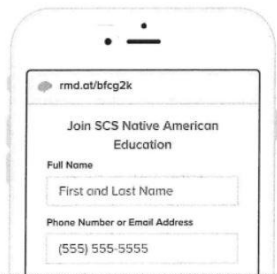 rmd.at/bfcg2k
Join SCS Native American
Education
Full Name
First and Last Name
Phone Number or Email Address
(555) 555-5555